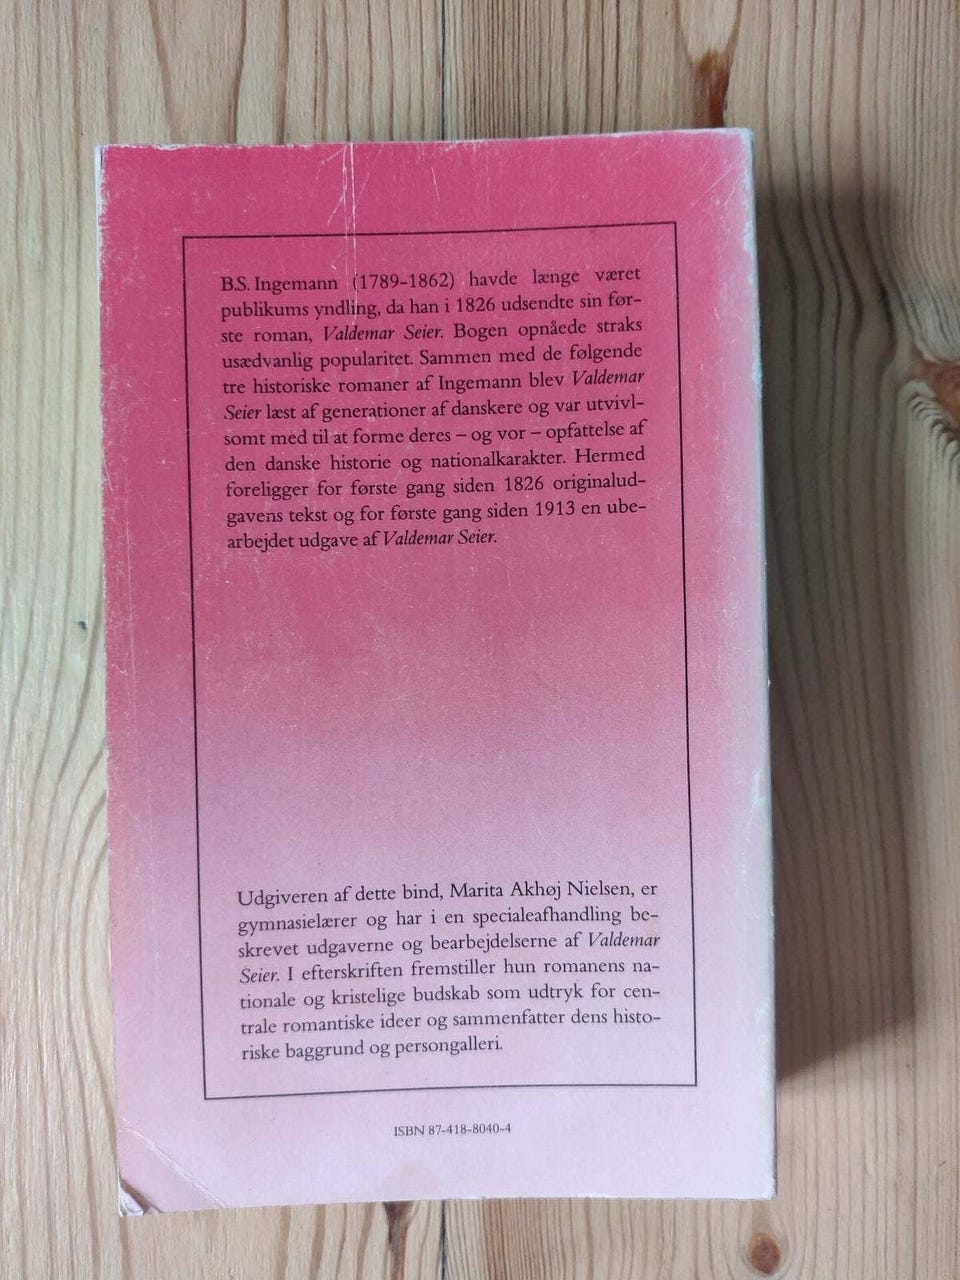 B.S. Ingemann (1789-1862) havde længe været
publikums yndling, da han i 1826 udsendte sin før-
ste roman, Valdemar Seier. Bogen opnåede straks
usædvanlig popularitet. Sammen med de følgende
tre historiske romaner af Ingemann blev Valdemar
Seier læst af generationer af danskere og var utvivl-
somt med til at forme deres – og vor – opfattelse af
den danske historie og nationalkarakter. Hermed
foreligger for første gang siden 1826 originalud-
gavens tekst og for første gang siden 1913 en ube-
arbejdet udgave af Valdemar Seier.
Udgiveren af dette bind, Marita Akhøj Nielsen, er
gymnasielærer og har i en specialeafhandling be-
skrevet udgaverne og bearbejdelserne af Valdemar
Seier. I efterskriften fremstiller hun romanens na-
tionale og kristelige budskab som udtryk for cen-
trale romantiske ideer og sammenfatter dens histo-
riske baggrund og persongalleri.
ISBN 87-418-8040-4